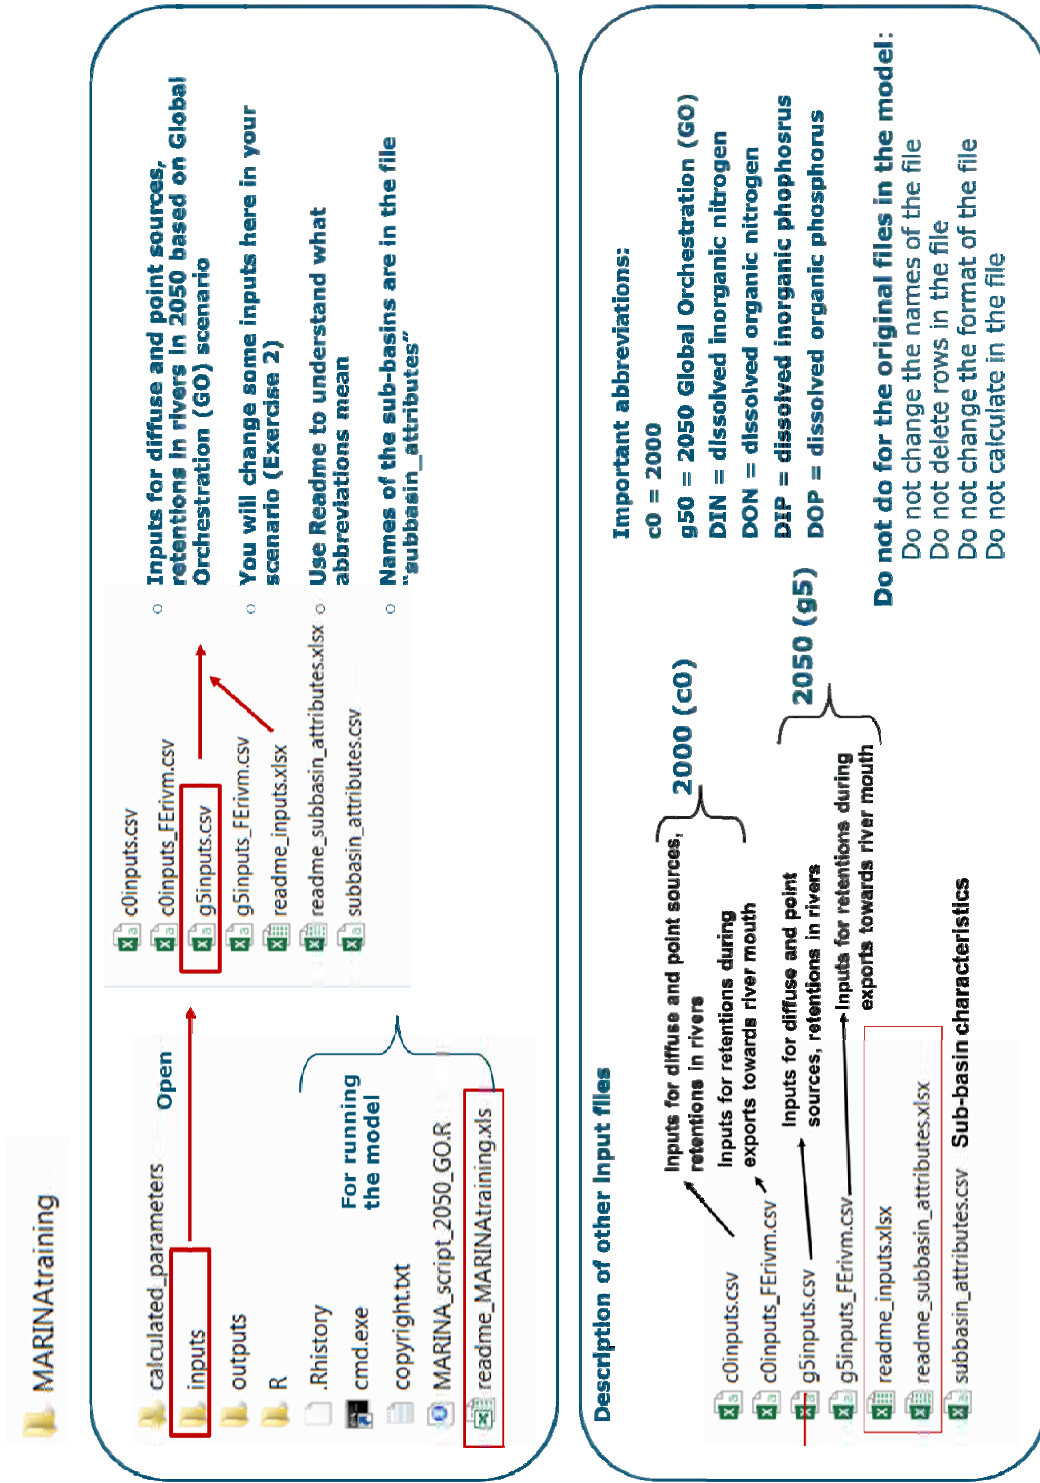 MARINAtraining
calculated_parameters
inputs
outputs
R
.Rhistory
cmd.exe
copyright.txt
MARINA_script_2050_GO.R
readme_MARINAtraining.xls
Open
For running
the model
c0inputs.csv
c0inputs_FErivm.csv
g5inputs.csv
g5inputs_FErivm.csv
readme_inputs.xlsx
readme_subbasin_attributes.xlsx
subbasin_attributes.csv
○ Inputs for diffuse and point sources,
retentions in rivers in 2050 based on Global
Orchestration (GO) scenario
○ You will change some inputs here in your
scenario (Exercise 2)
○ Use Readme to understand what
abbreviations mean
○ Names of the sub-basins are in the file
"subbasin_attributes"
Description of other Input files
c0inputs.csv
c0inputs_FErivm.csv
g5inputs.csv
g5inputs_FErivm.csv
readme_inputs.xlsx
readme_subbasin_attributes.xlsx
subbasin_attributes.csv
Inputs for diffuse and point sources,
retentions in rivers
Inputs for retentions during
exports towards river mouth
Inputs for diffuse and point
sources, retentions in rivers
Inputs for retentions during
exports towards river mouth
Sub-basin characteristics
2000 (c0)
2050 (g5)
Important abbreviations:
c0 = 2000
g50 = 2050 Global Orchestration (GO)
DIN = dissolved inorganic nitrogen
DON = dissolved organic nitrogen
DIP = dissolved inorganic phophosrus
DOP = dissolved organic phosphorus
Do not do for the original files in the model:
Do not change the names of the file
Do not delete rows in the file
Do not change the format of the file
Do not calculate in the file